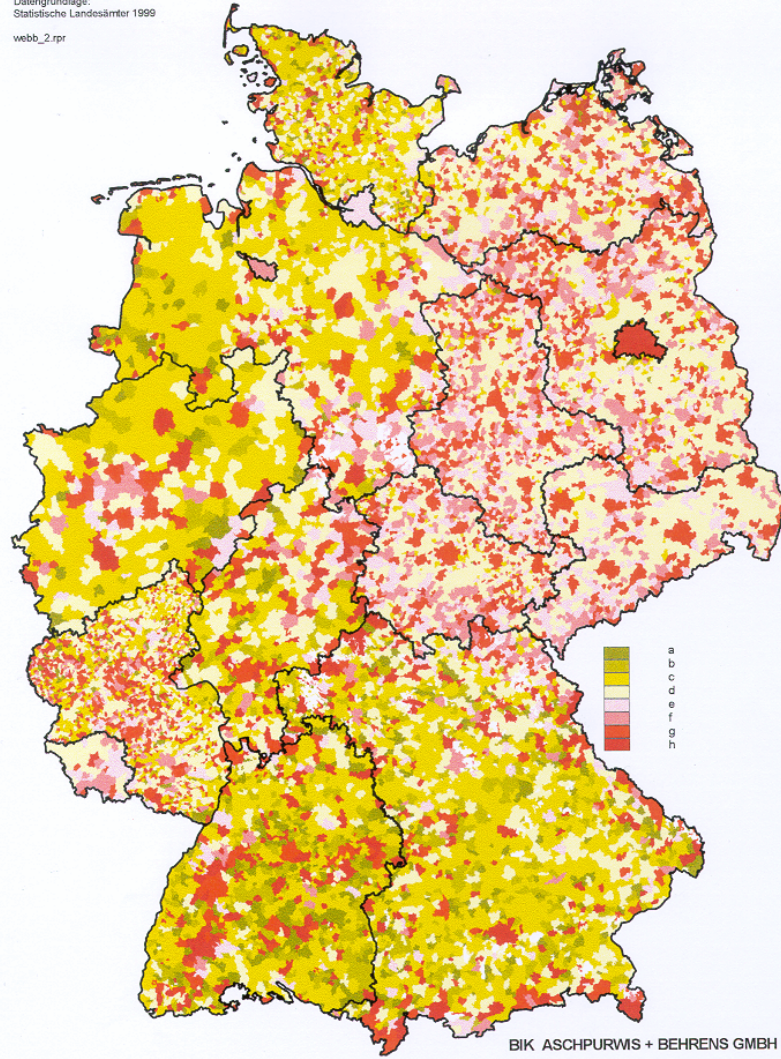 Datengrundlage:
Statistische Landesämter 1999
webb_2.rpr
a
b
c
d
e
f
g
h
BIK ASCHPURWIS + BEHRENS GMBH